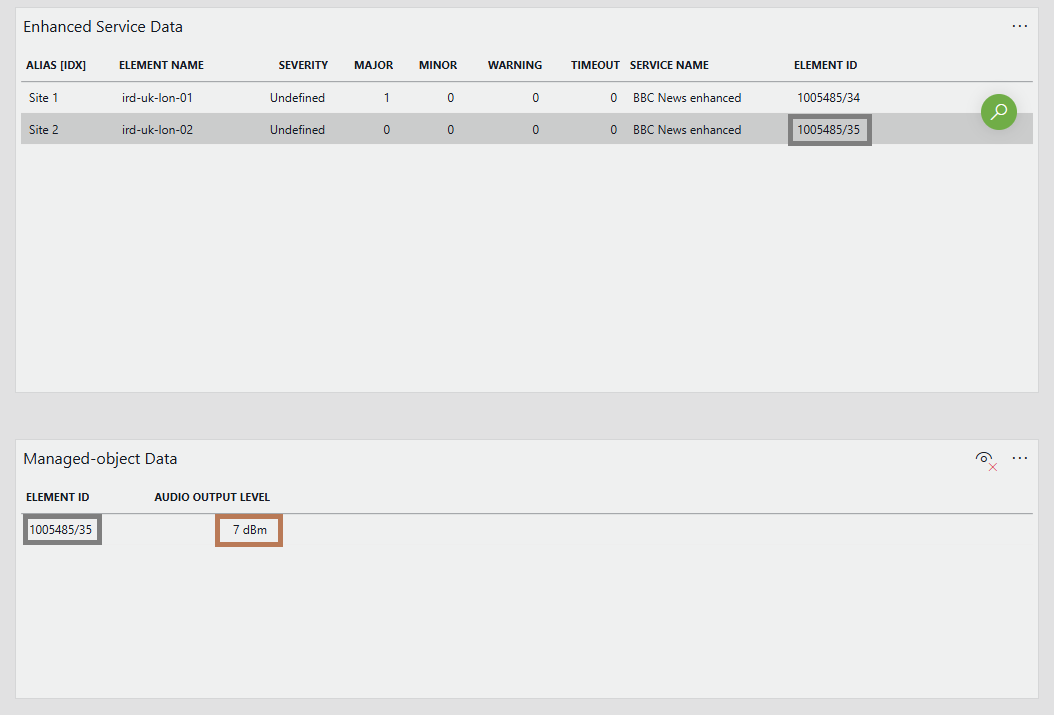 Enhanced Service Data
ALIAS [IDX] ELEMENT NAME SEVERITY MAJOR MINOR WARNING TIMEOUT SERVICE NAME ELEMENT ID
Site 1 ird-uk-lon-01 Undefined 1 0 0 0 BBC News enhanced 1005485/34
Site 2 ird-uk-lon-02 Undefined 0 0 0 0 BBC News enhanced 1005485/35
Managed-object Data
ELEMENT ID AUDIO OUTPUT LEVEL
1005485/35 7 dBm